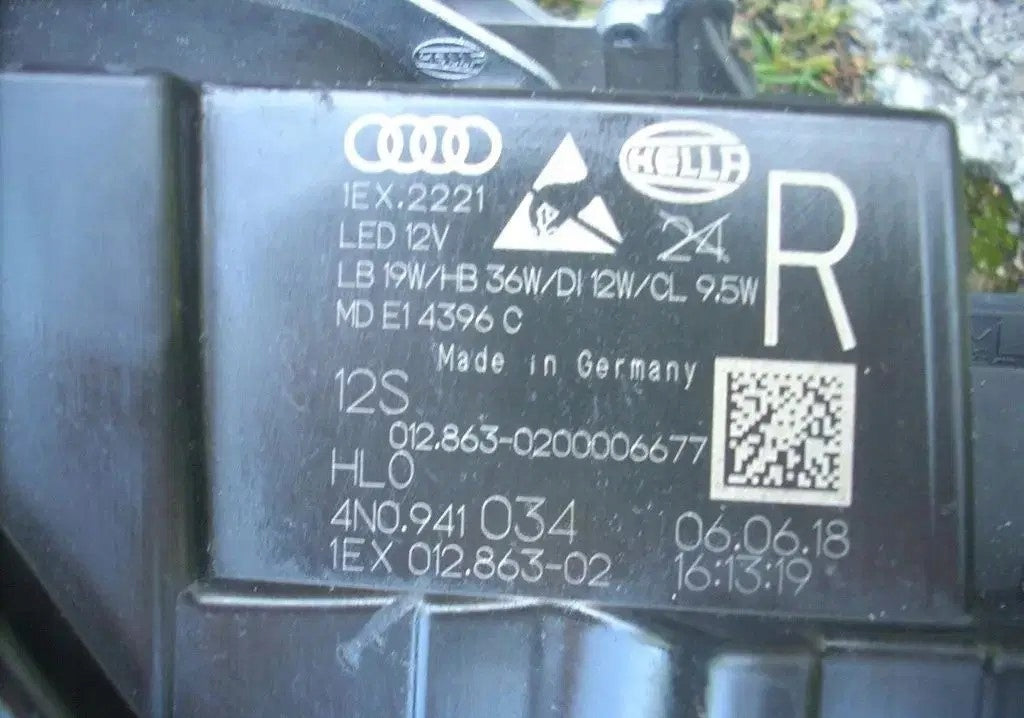 HELLA
1EX.2221
LED 12V
24
R
LB 19W/HB 36W/DI 12W/CL 9.5W
MD E1 4396 C
Made in Germany
12S
012.863-0200006677
HL0
4N0.941 034
06.06.18
1EX 012.863-02
16:13:19